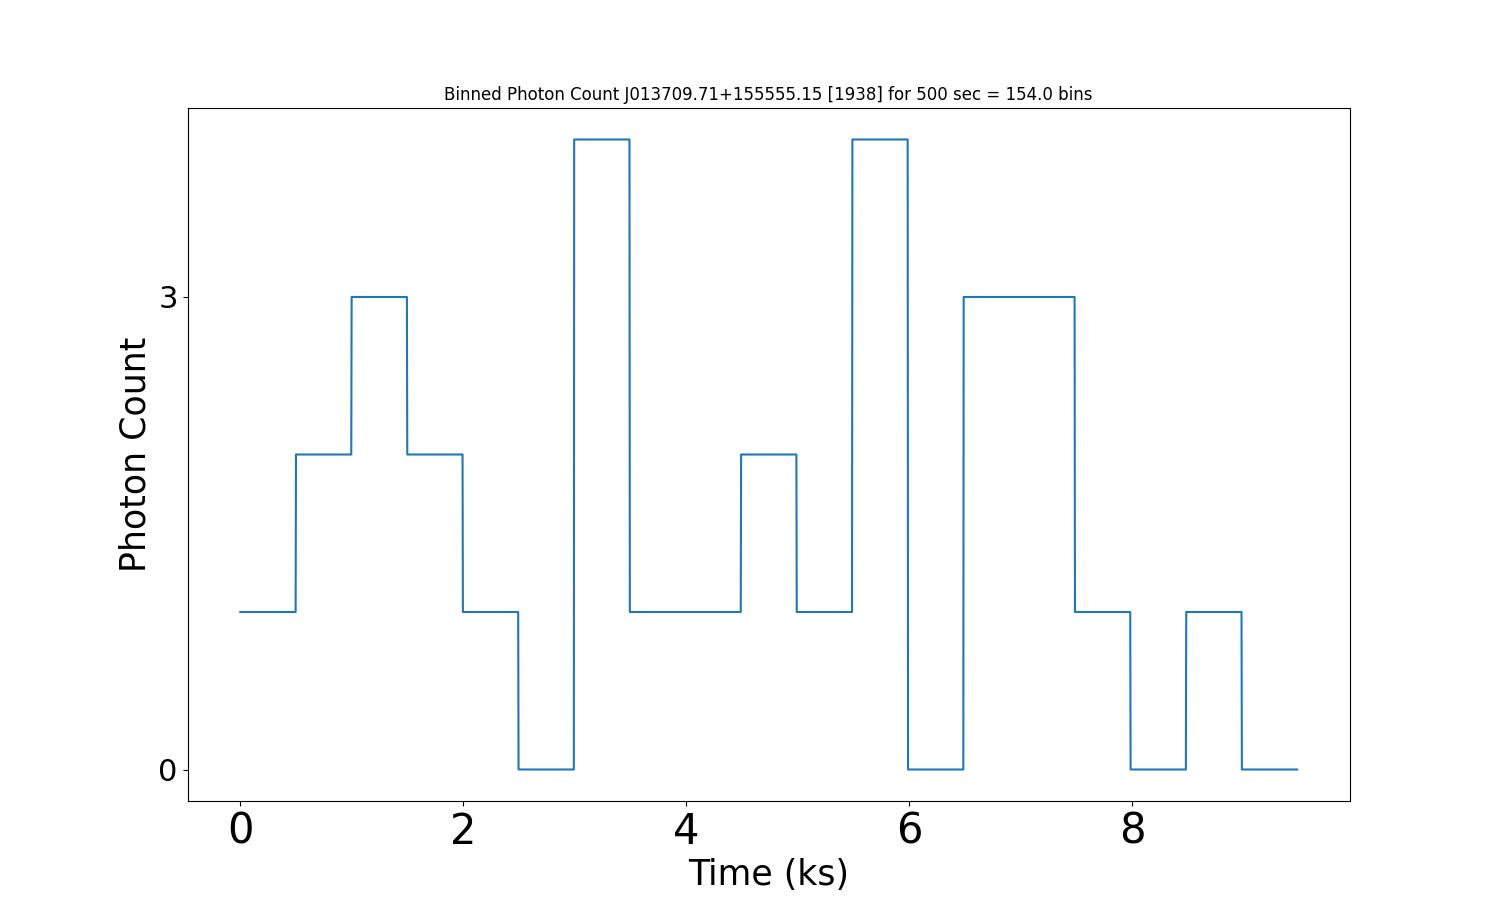 Binned Photon Count J013709.71+155555.15 [1938] for 500 sec = 154.0 bins
3
0
Photon Count
0 2 4 6 8
Time (ks)